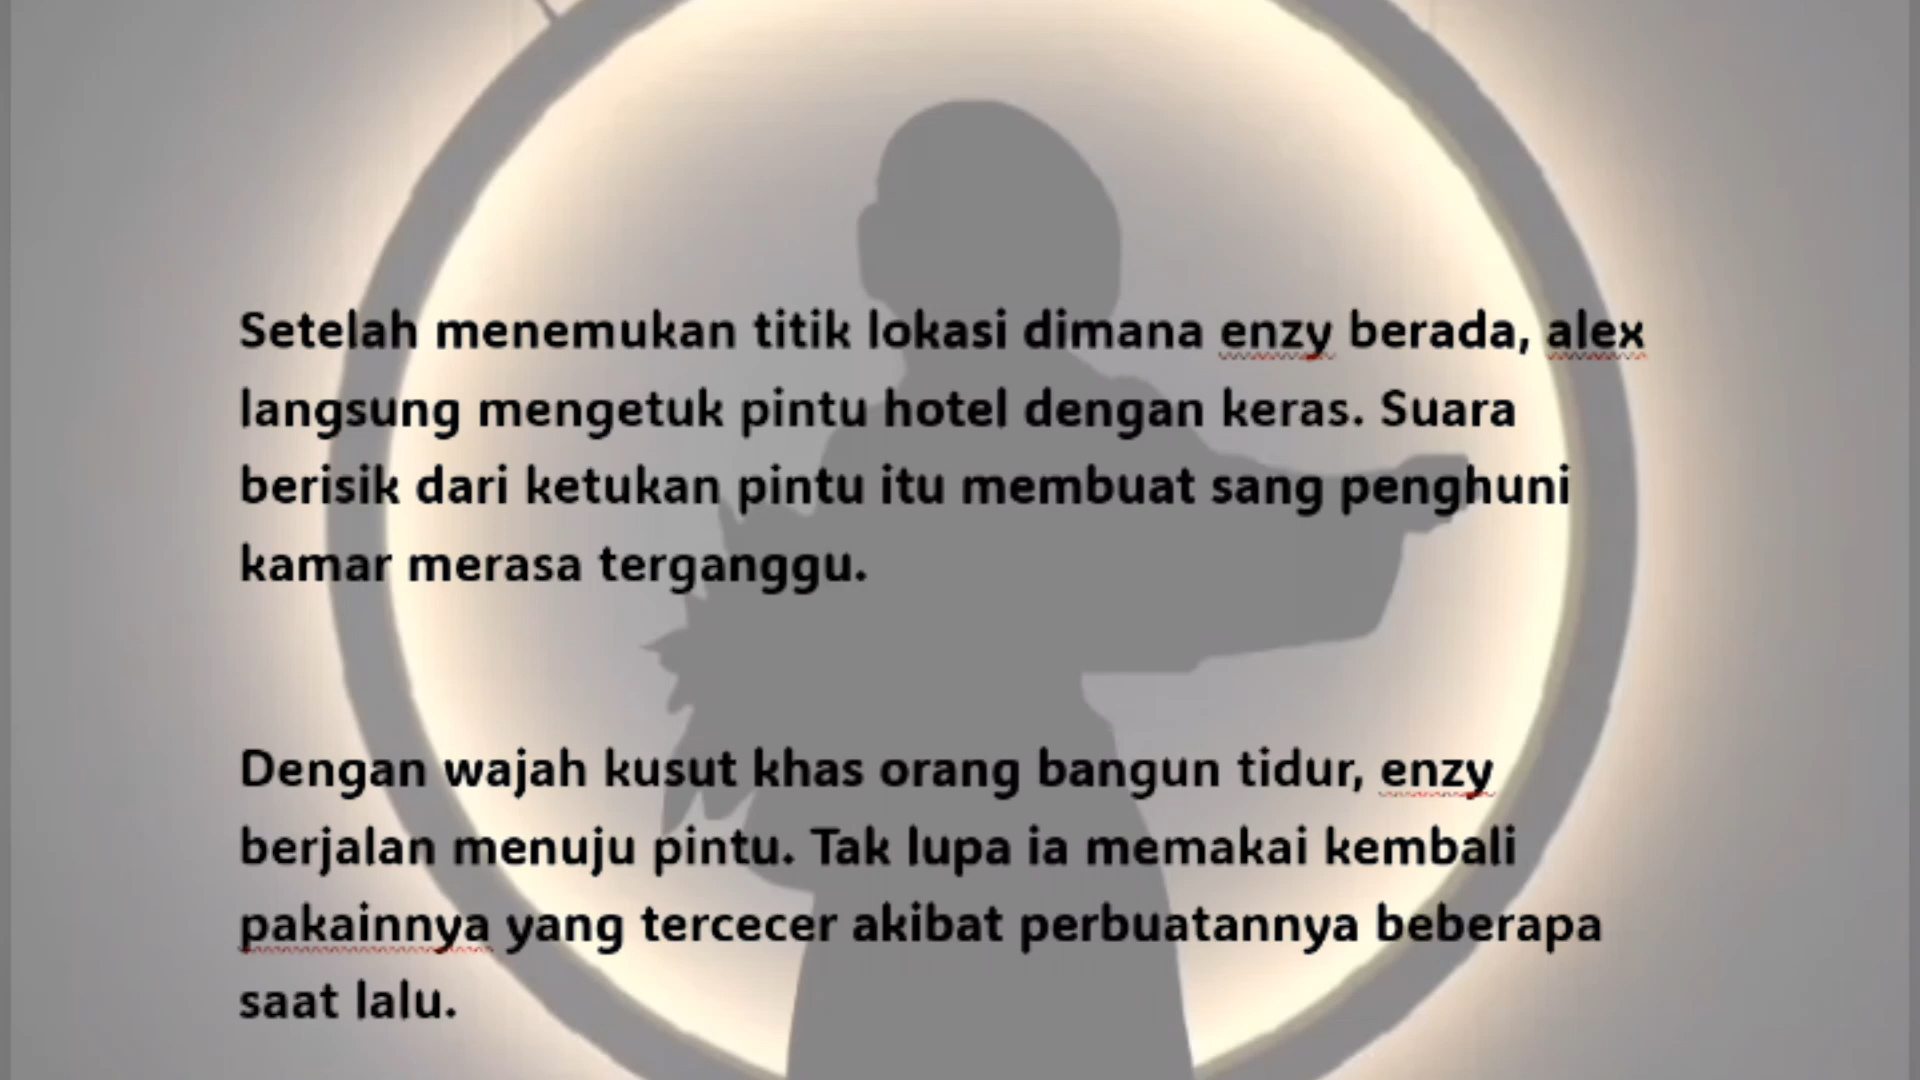 Setelah menemukan titik lokasi dimana enzy berada, alex
langsung mengetuk pintu hotel dengan keras. Suara
berisik dari ketukan pintu itu membuat sang penghuni
kamar merasa terganggu.
Dengan wajah kusut khas orang bangun tidur, enzy
berjalan menuju pintu. Tak lupa ia memakai kembali
pakainnya yang tercecer akibat perbuatannya beberapa
saat lalu.